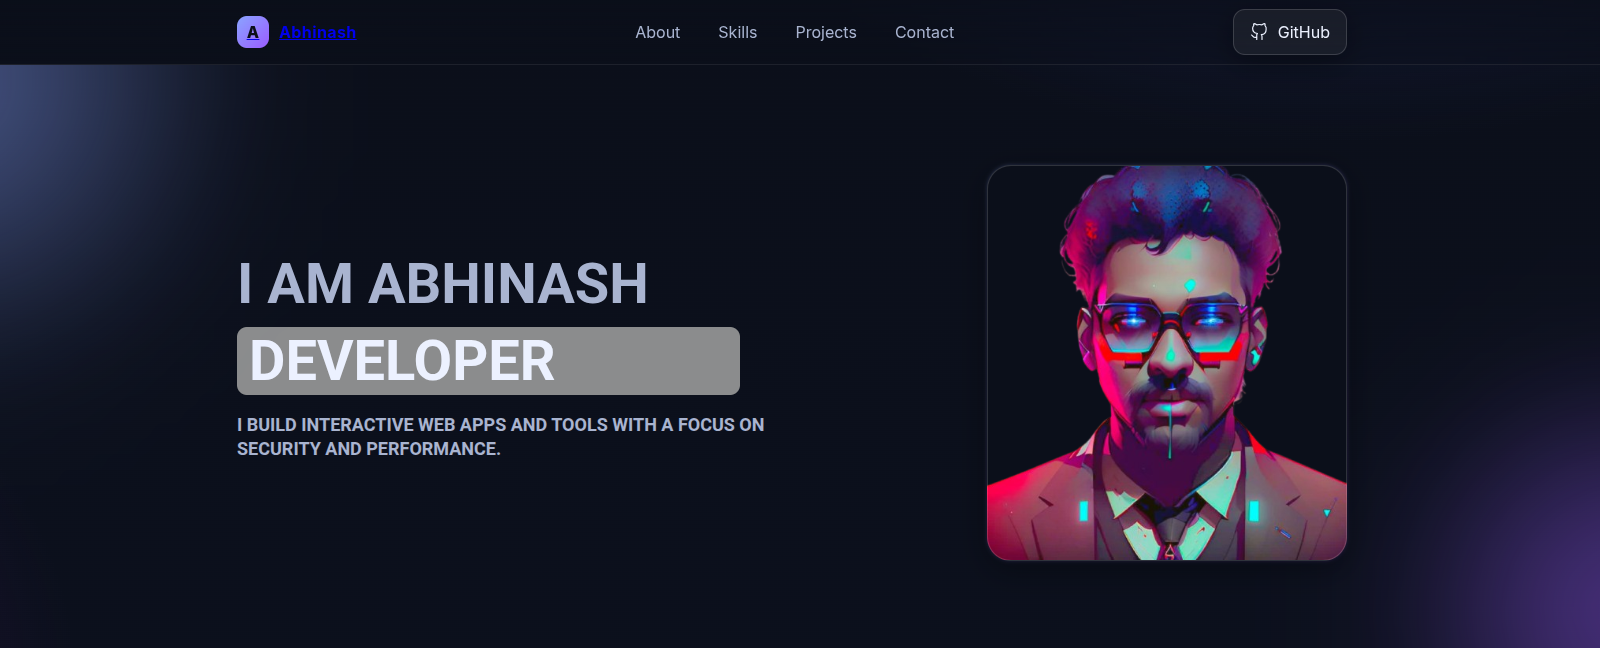 A Abhinash About Skills Projects Contact GitHub
I AM ABHINASH
DEVELOPER
I BUILD INTERACTIVE WEB APPS AND TOOLS WITH A FOCUS ON
SECURITY AND PERFORMANCE.